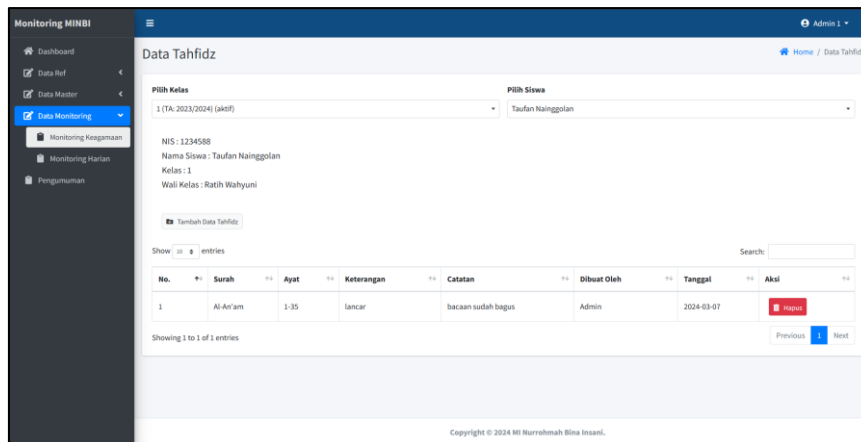 Monitoring MINBI
Admin 1
Dashboard
Data Ref
Data Master
Data Monitoring
Monitoring Keagamaan
Monitoring Harian
Pengumuman
Data Tahfidz
Home / Data Tahfid
Pilih Kelas
Pilih Siswa
1 (TA: 2023/2024) (aktif)
Taufan Nainggolan
NIS : 1234588
Nama Siswa : Taufan Nainggolan
Kelas : 1
Wali Kelas : Ratih Wahyuni
Tambah Data Tahfidz
Show 10 entries
Search:
No. Surah Ayat Keterangan Catatan Dibuat Oleh Tanggal Aksi
1 Al-An'am 1-35 lancar bacaan sudah bagus Admin 2024-03-07 Hapus
Showing 1 to 1 of 1 entries
Previous 1 Next
Copyright © 2024 MI Nurrohmah Bina Insani.